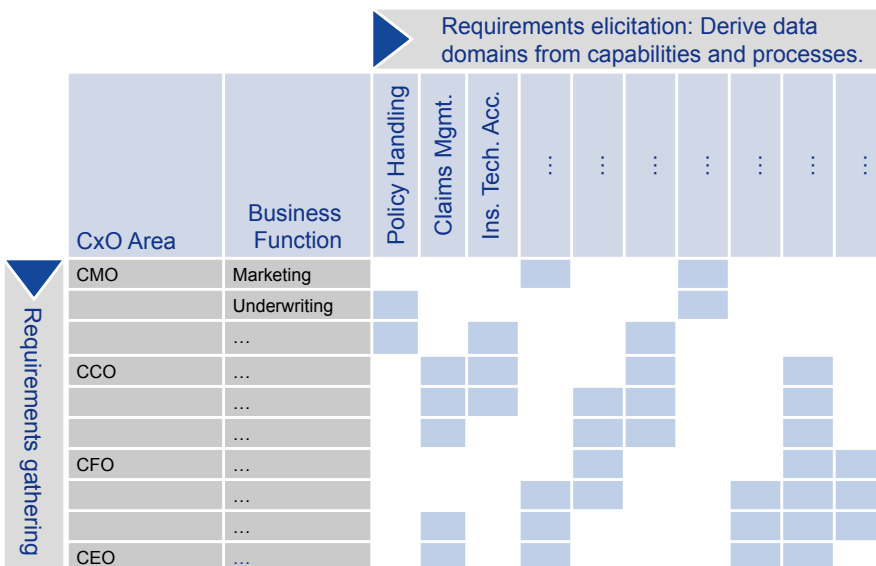 Requirements elicitation: Derive data
domains from capabilities and processes.
CxO Area
Business
Function
Policy Handling
Claims Mgmt.
Ins. Tech. Acc.
…
…
…
…
…
…
…
Requirements gathering
CMO Marketing
Underwriting
…
CCO …
…
…
CFO …
…
…
CEO …